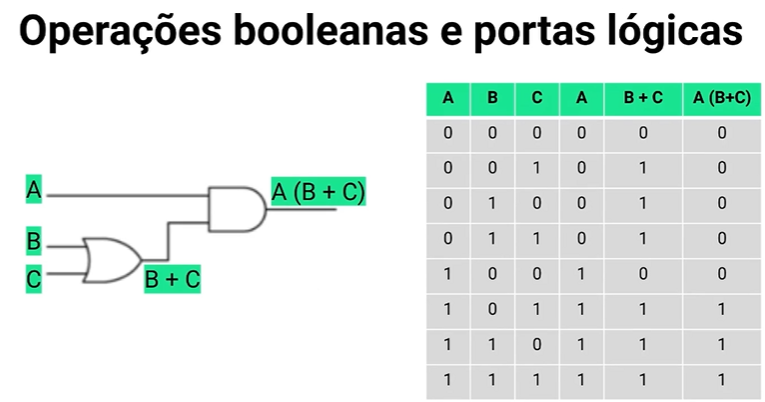 Operações booleanas e portas lógicas
A
B
C
B + C
A (B + C)
A B C A B + C A (B+C)
0 0 0 0 0 0
0 0 1 0 1 0
0 1 0 0 1 0
0 1 1 0 1 0
1 0 0 1 0 0
1 0 1 1 1 1
1 1 0 1 1 1
1 1 1 1 1 1